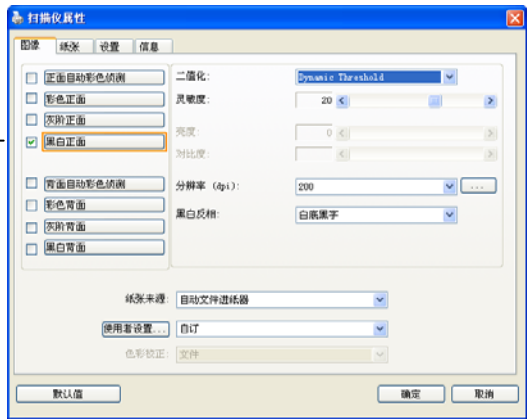 扫描仪属性
图像 纸张 设置 信息
正面自动彩色侦测
彩色正面
灰阶正面
黑白正面
背面自动彩色侦测
彩色背面
灰阶背面
黑白背面
二值化: Dynamic Threshold
灵敏度: 20
亮度: 0
对比度:
分辨率 (dpi): 200 ...
黑白反相: 白底黑字
纸张来源: 自动文件进纸器
使用者设置... 自订
色彩校正: 文件
默认值 确定 取消